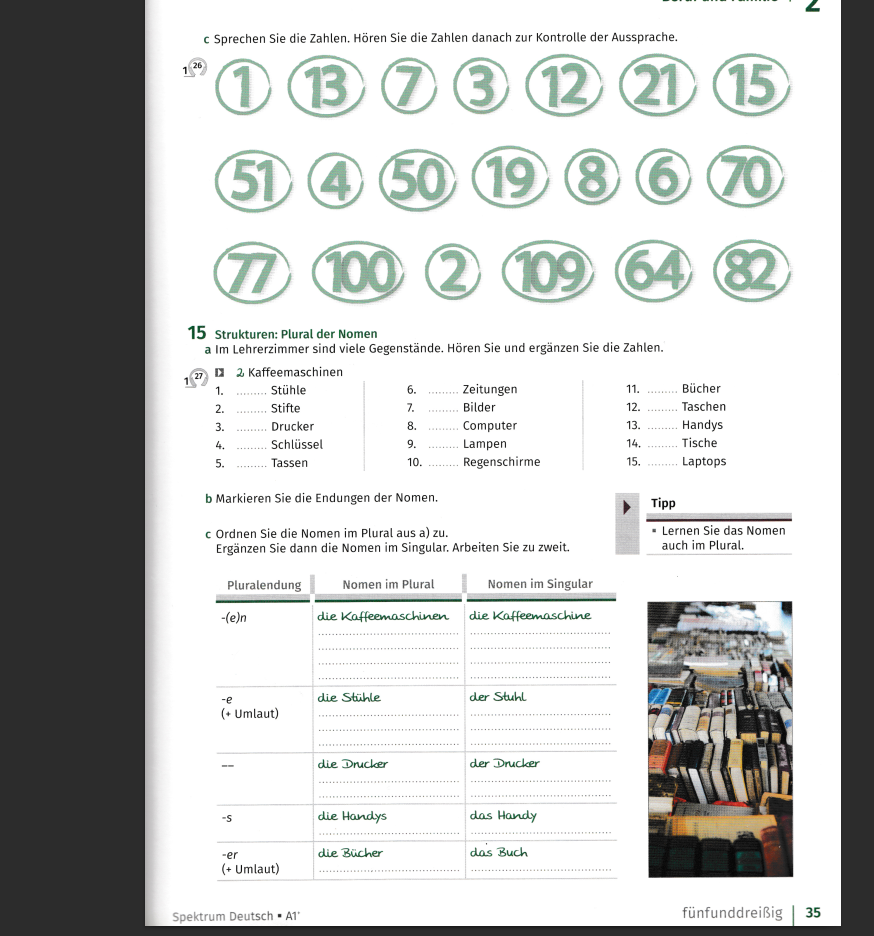 Beruf und Familie | 2
c Sprechen Sie die Zahlen. Hören Sie die Zahlen danach zur Kontrolle der Aussprache.
1 26
1 13 7 3 12 21 15
51 4 50 19 8 6 70
77 100 2 109 64 82
15 Strukturen: Plural der Nomen
a Im Lehrerzimmer sind viele Gegenstände. Hören Sie und ergänzen Sie die Zahlen.
1 27
2 Kaffeemaschinen
1. ......... Stühle
2. ......... Stifte
3. ......... Drucker
4. ......... Schlüssel
5. ......... Tassen
6. ......... Zeitungen
7. ......... Bilder
8. ......... Computer
9. ......... Lampen
10. ......... Regenschirme
11. ......... Bücher
12. ......... Taschen
13. ......... Handys
14. ......... Tische
15. ......... Laptops
b Markieren Sie die Endungen der Nomen.
Tipp
▪ Lernen Sie das Nomen
auch im Plural.
c Ordnen Sie die Nomen im Plural aus a) zu.
Ergänzen Sie dann die Nomen im Singular. Arbeiten Sie zu zweit.
Pluralendung Nomen im Plural Nomen im Singular
-(e)n die Kaffeemaschinen die Kaffeemaschine
-e die Stühle der Stuhl
(+ Umlaut)
— die Drucker der Drucker
-s die Handys das Handy
-er die Bücher das Buch
(+ Umlaut)
Spektrum Deutsch ▪ A1+
fünfunddreißig | 35